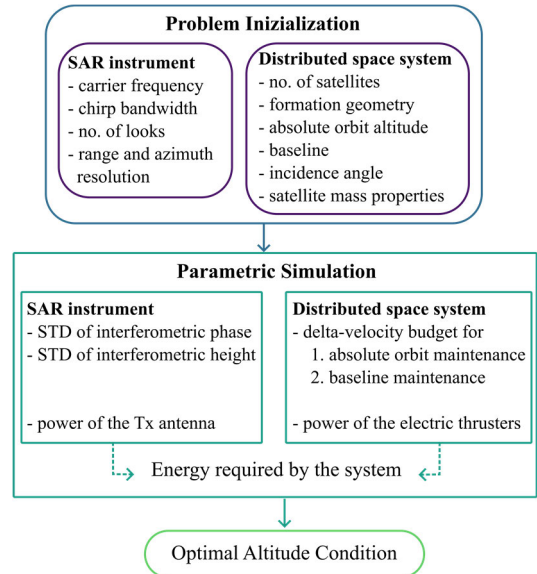 Problem Inizialization
SAR instrument
- carrier frequency
- chirp bandwidth
- no. of looks
- range and azimuth
resolution
Distributed space system
- no. of satellites
- formation geometry
- absolute orbit altitude
- baseline
- incidence angle
- satellite mass properties
Parametric Simulation
SAR instrument
- STD of interferometric phase
- STD of interferometric height
- power of the Tx antenna
Distributed space system
- delta-velocity budget for
1. absolute orbit maintenance
2. baseline maintenance
- power of the electric thrusters
Energy required by the system
Optimal Altitude Condition